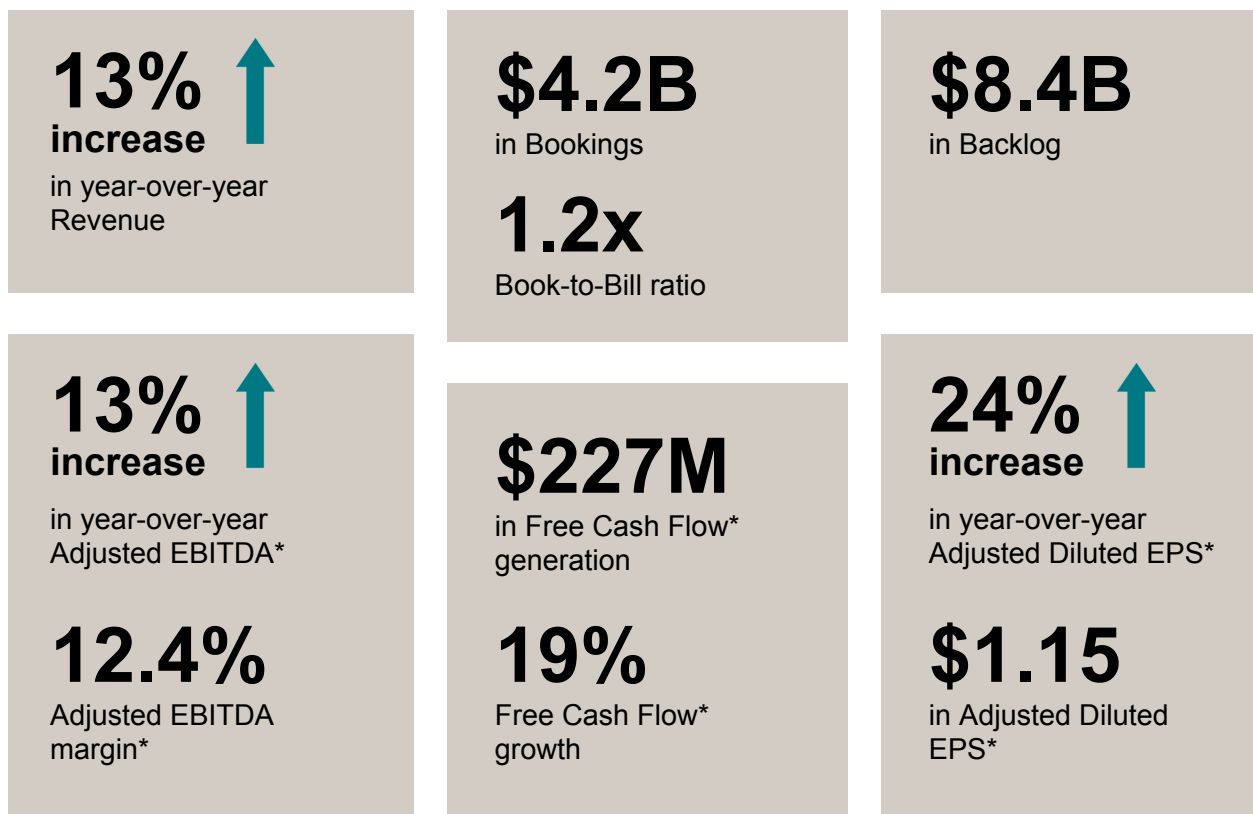 13%
increase
in year-over-year
Revenue
$4.2B
in Bookings
1.2x
Book-to-Bill ratio
$8.4B
in Backlog
13%
increase
in year-over-year
Adjusted EBITDA*
12.4%
Adjusted EBITDA
margin*
$227M
in Free Cash Flow*
generation
19%
Free Cash Flow*
growth
24%
increase
in year-over-year
Adjusted Diluted EPS*
$1.15
in Adjusted Diluted
EPS*